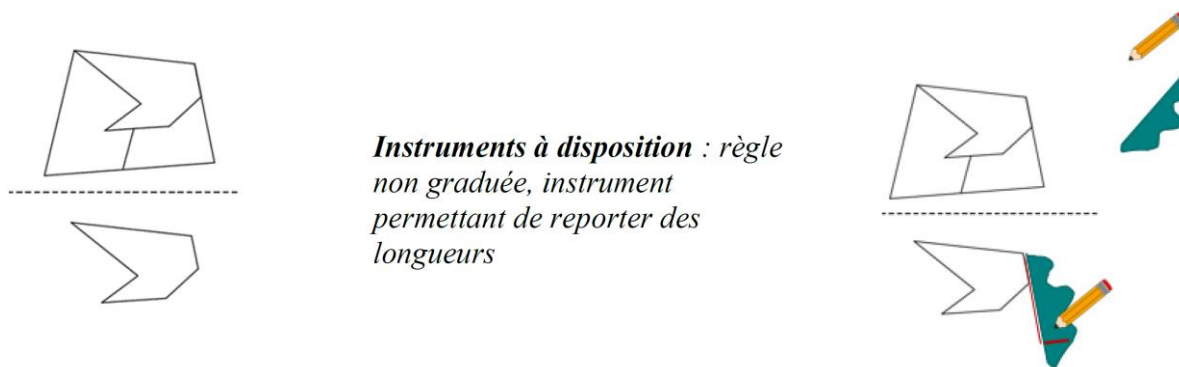 Instruments à disposition : règle
non graduée, instrument
permettant de reporter des
longueurs